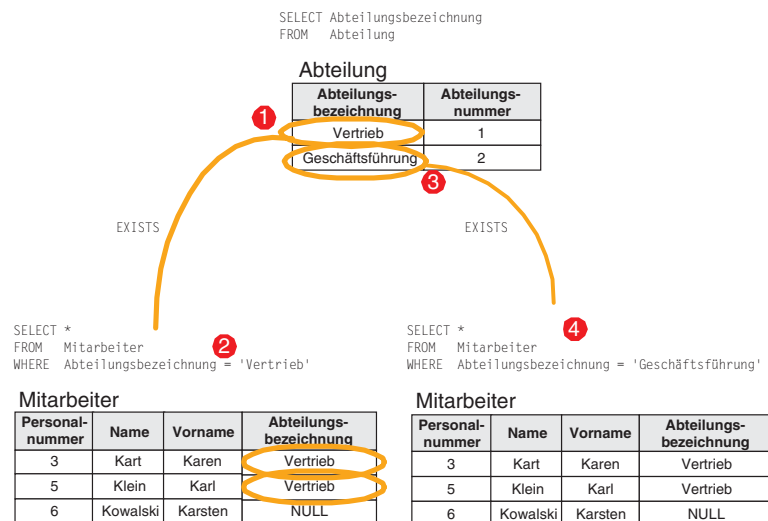 SELECT Abteilungsbezeichnung
FROM Abteilung
Abteilung
Abteilungs-
bezeichnung
Abteilungs-
nummer
1
Vertrieb 1
Geschäftsführung 2
3
EXISTS EXISTS
SELECT *
FROM Mitarbeiter
WHERE Abteilungsbezeichnung = 'Vertrieb'
2
Mitarbeiter
Personal-
nummer
Name
Vorname
Abteilungs-
bezeichnung
3 Kart Karen Vertrieb
5 Klein Karl Vertrieb
6 Kowalski Karsten NULL
4
SELECT *
FROM Mitarbeiter
WHERE Abteilungsbezeichnung = 'Geschäftsführung'
Mitarbeiter
Personal-
nummer
Name
Vorname
Abteilungs-
bezeichnung
3 Kart Karen Vertrieb
5 Klein Karl Vertrieb
6 Kowalski Karsten NULL